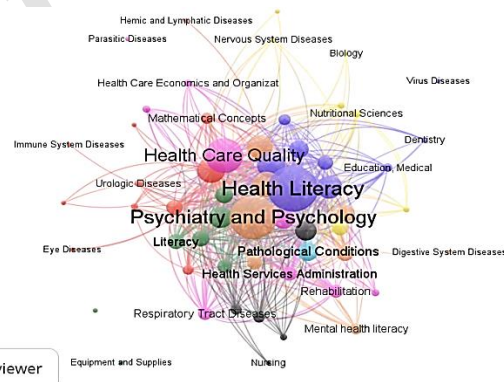 Hemic and Lymphatic Diseases
Parasitic Diseases
Nervous System Diseases
Biology
Virus Diseases
Health Care Economics and Organizat
Mathematical Concepts
Nutritional Sciences
Immune System Diseases
Dentistry
Health Care Quality
Education, Medical
Urologic Diseases
Health Literacy
Psychiatry and Psychology
Literacy
Eye Diseases
Pathological Conditions
Digestive System Diseases
Health Services Administration
Rehabilitation
Respiratory Tract Diseases
Mental health literacy
Equipment and Supplies
Nursing
viewer